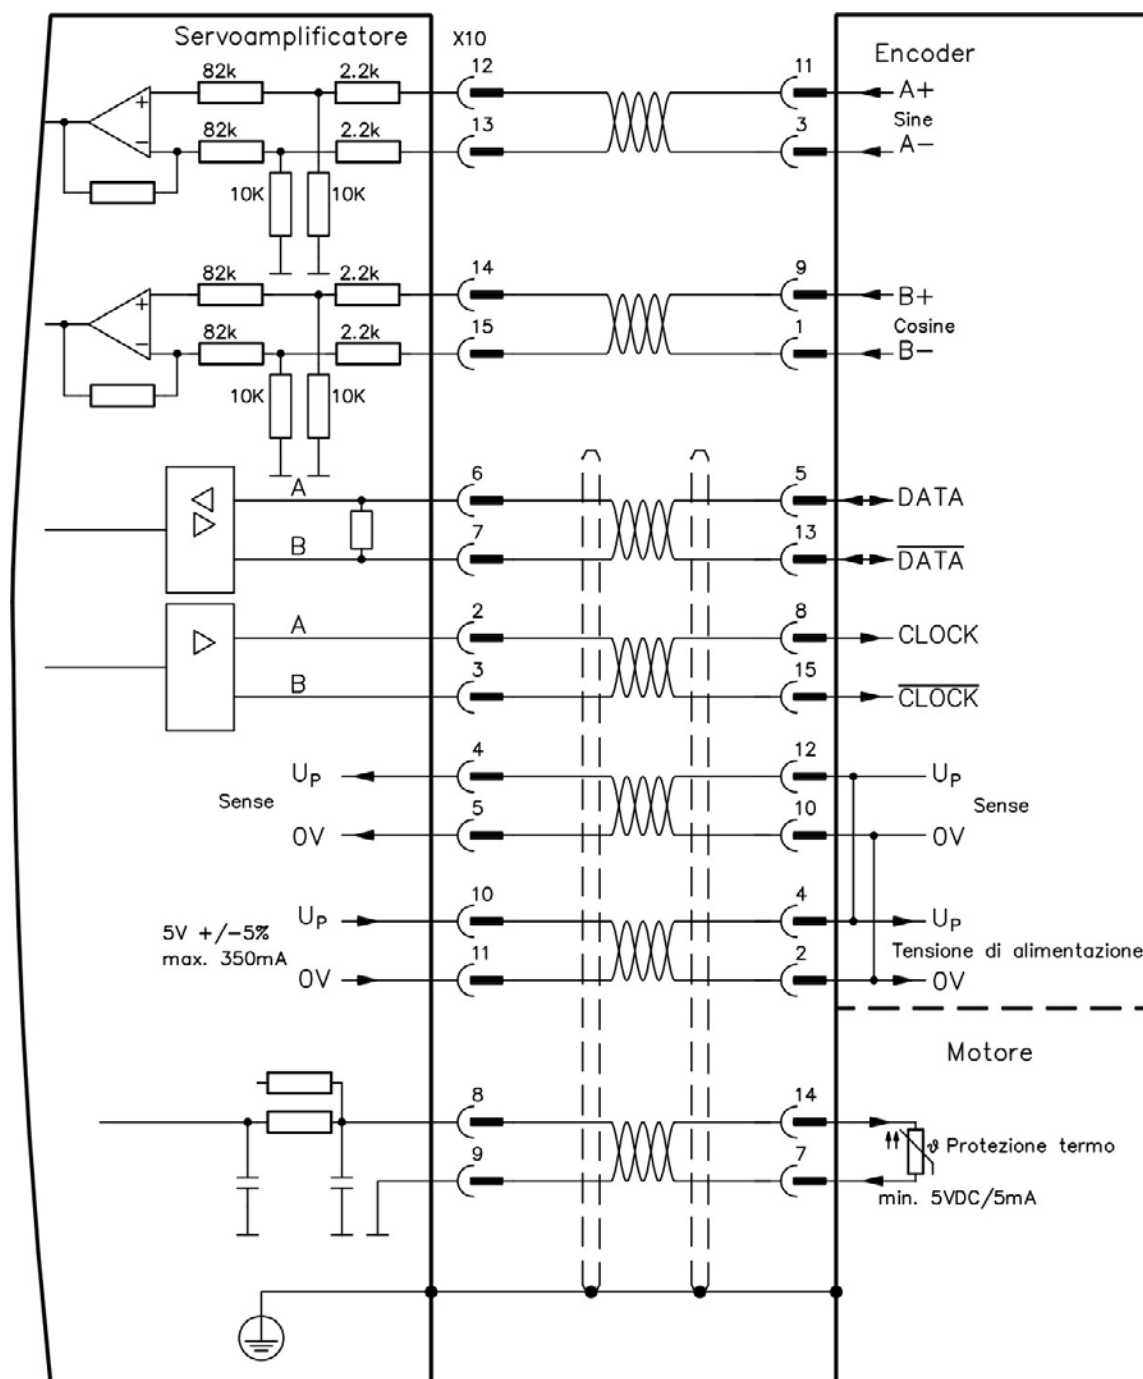 Servoamplificatore X10 Encoder
82k 2.2k 12 11 A+
Sine
82k 2.2k 13 3 A-
10K 10K
82k 2.2k 14 9 B+
Cosine
82k 2.2k 15 1 B-
10K 10K
A 6 5 DATA
B 7 13 DATA
A 2 8 CLOCK
B 3 15 CLOCK
UP 4 12 UP
Sense Sense
0V 5 10 0V
UP 10 4 UP
5V +/-5%
max. 350mA
Tensione di alimentazione
0V 11 2 0V
Motore
8 14
ϑ Protezione termo
9 7
min. 5VDC/5mA